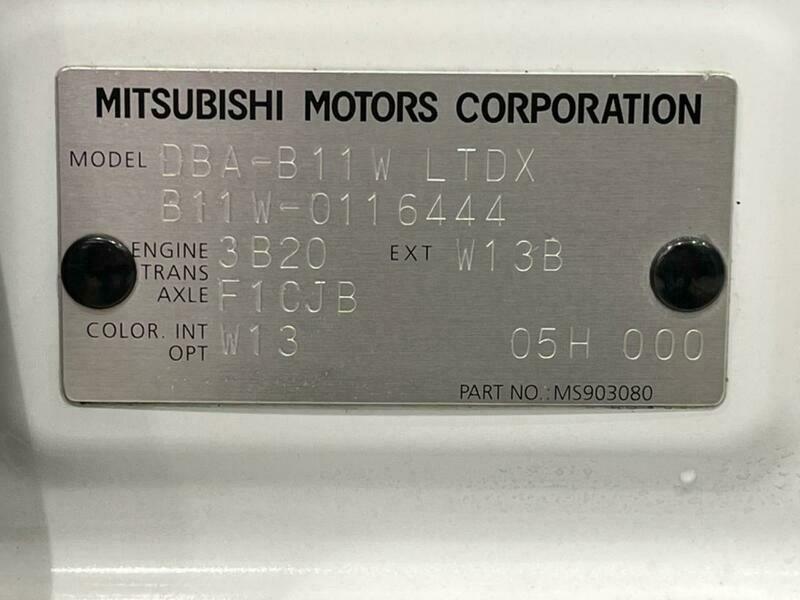 MITSUBISHI MOTORS CORPORATION
MODEL DBA-B11W LTDX
B11W-0116444
ENGINE 3B20 EXT W13B
TRANS
AXLE F1CJB
COLOR. INT W13 05H 000
OPT
PART NO.: MS903080